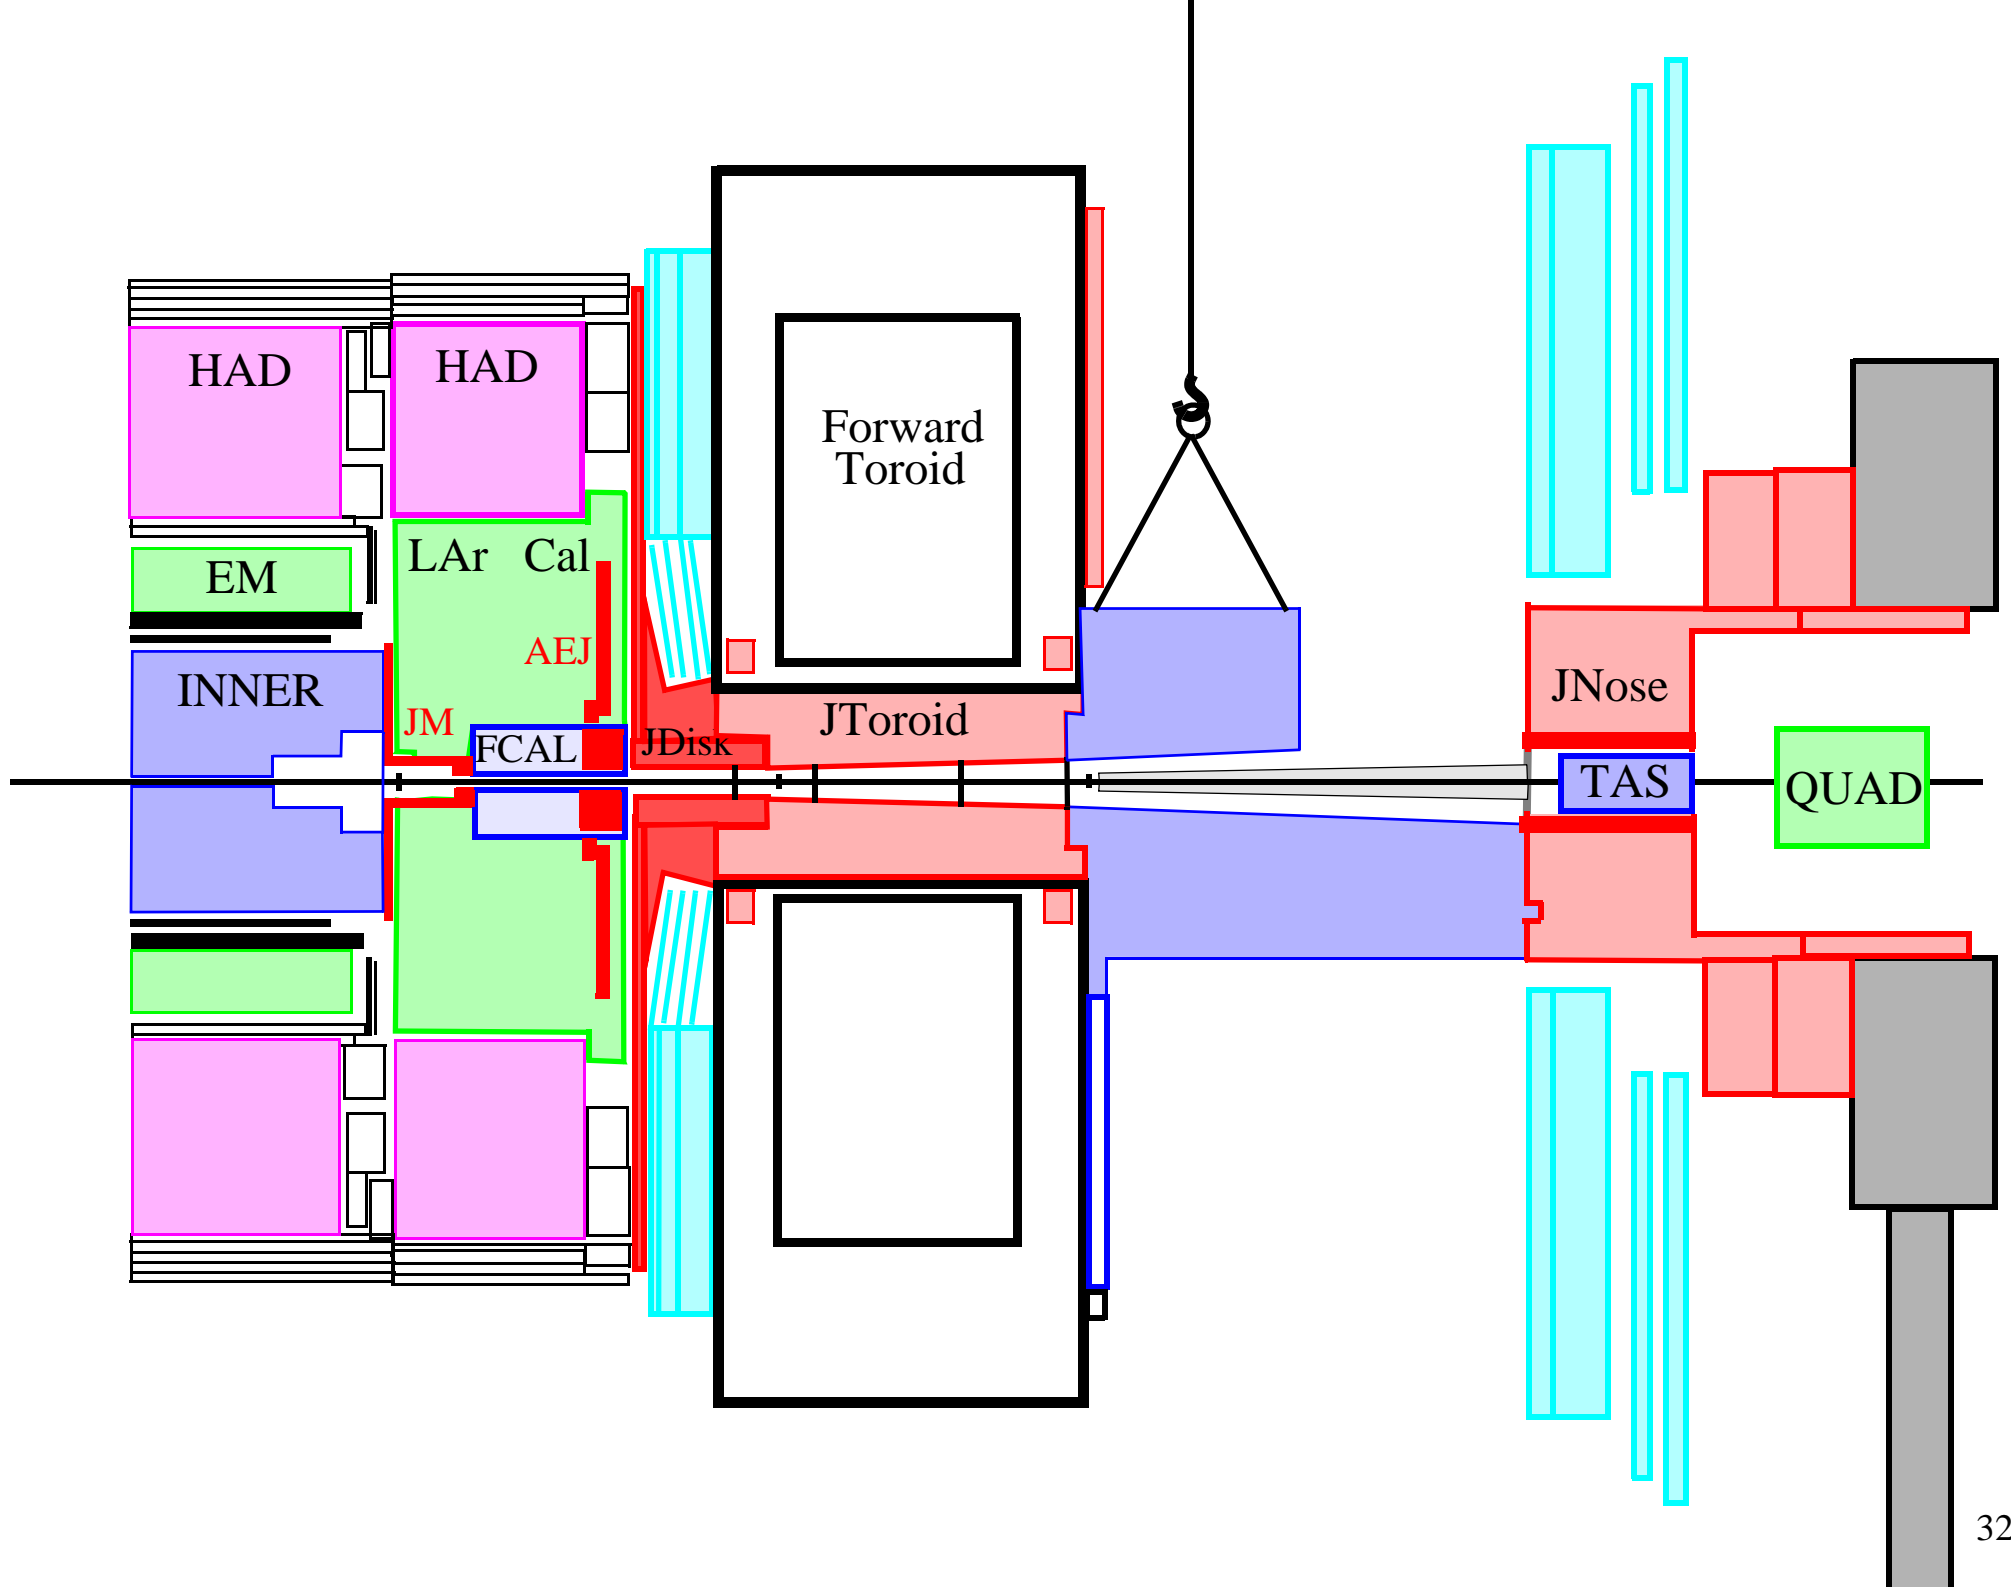 HAD
HAD
Forward
Toroid
LAr Cal
EM
AEJ
INNER
JNose
JM
JToroid
FCAL
JDisk
TAS
QUAD
32